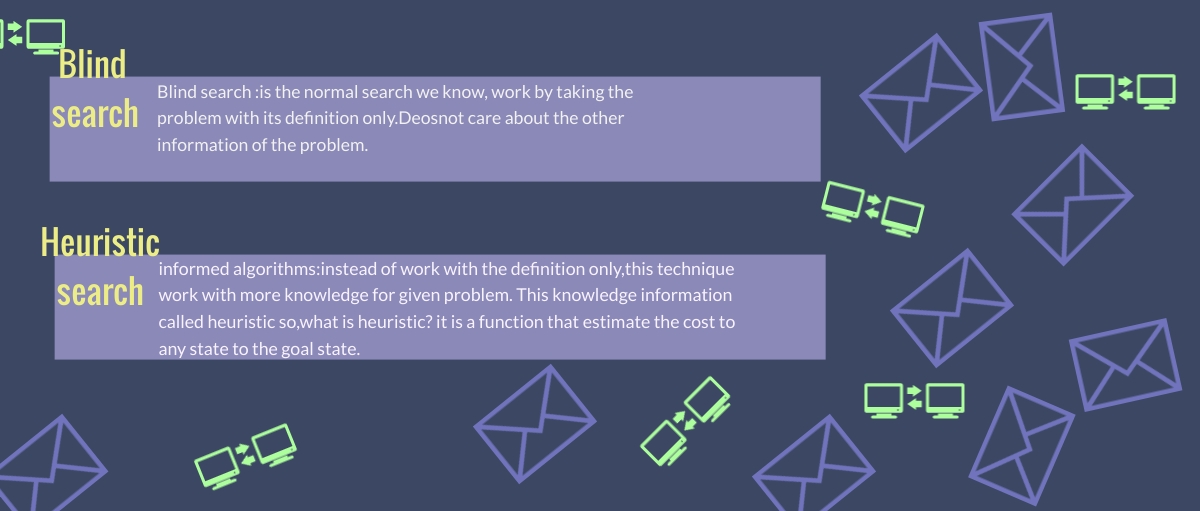 Blind
search
Blind search :is the normal search we know, work by taking the
problem with its definition only.Deosnot care about the other
information of the problem.
Heuristic
search
informed algorithms:instead of work with the definition only,this technique
work with more knowledge for given problem. This knowledge information
called heuristic so,what is heuristic? it is a function that estimate the cost to
any state to the goal state.